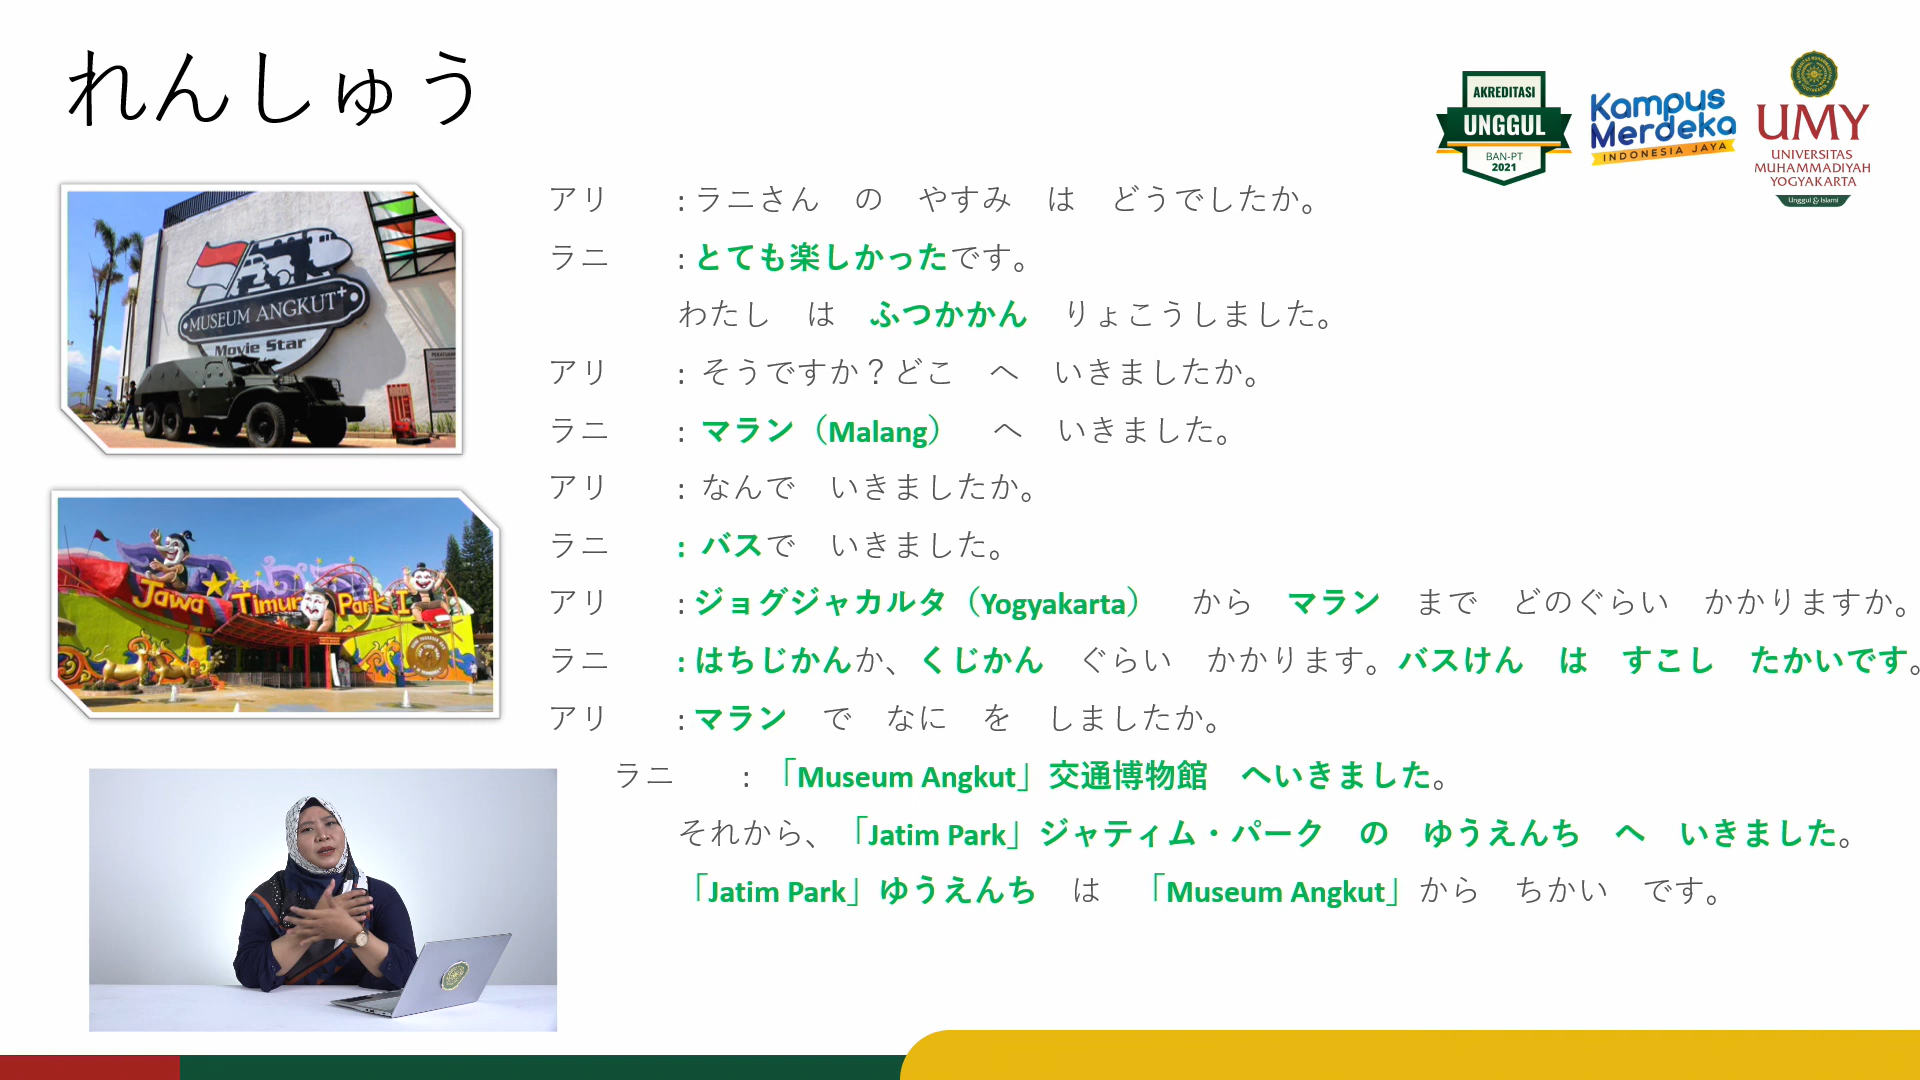 れんしゅう
AKREDITASI
UNGGUL
BAN-PT
2021
Kampus
Merdeka
INDONESIA JAYA
UMY
UNIVERSITAS
MUHAMMADIYAH
YOGYAKARTA
Unggul & Islami
MUSEUM ANGKUT+
Movie Star
Jawa Timur Park I
アリ : ラニさん の やすみ は どうでしたか。
ラニ : とても楽しかったです。
わたし は ふつかかん りょこうしました。
アリ : そうですか？どこ へ いきましたか。
ラニ : マラン（Malang） へ いきました。
アリ : なんで いきましたか。
ラニ : バスで いきました。
アリ : ジョグジャカルタ（Yogyakarta） から マラン まで どのぐらい かかりますか。
ラニ : はちじかんか、くじかん ぐらい かかります。バスけん は すこし たかいです。
アリ : マラン で なに を しましたか。
ラニ : 「Museum Angkut」交通博物館 へいきました。
それから、「Jatim Park」ジャティム・パーク の ゆうえんち へ いきました。
「Jatim Park」ゆうえんち は 「Museum Angkut」から ちかい です。